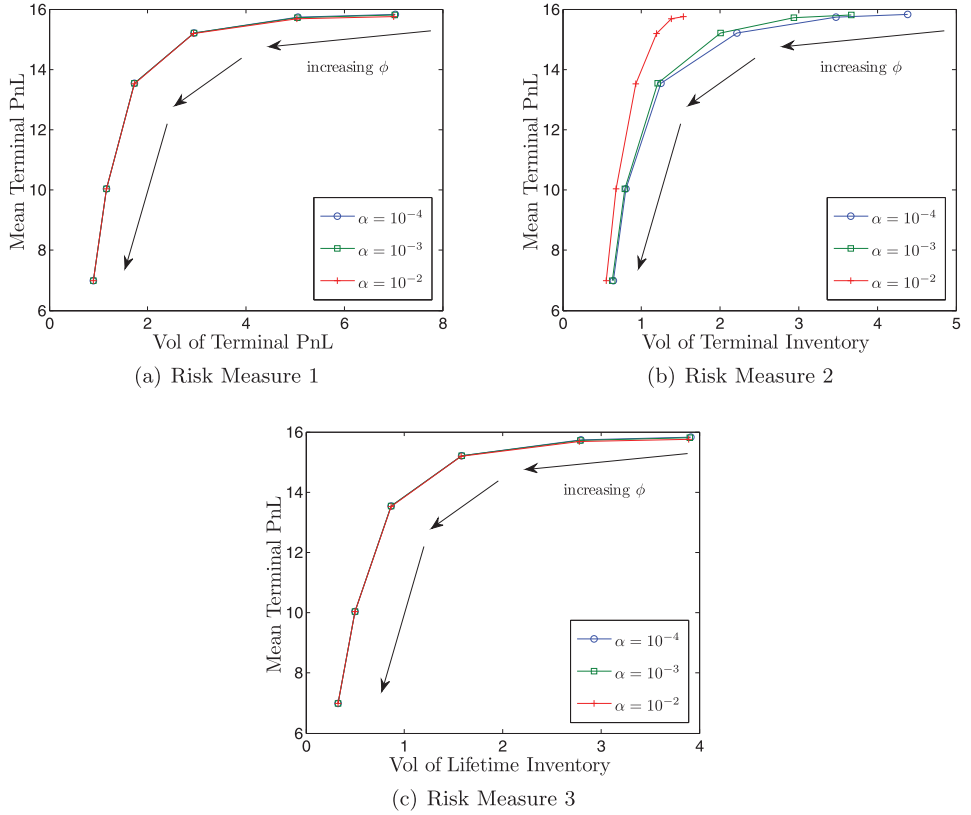 16
14
12
10
8
6
Mean Terminal PnL
increasing ϕ
α = 10⁻⁴
α = 10⁻³
α = 10⁻²
0 2 4 6 8
Vol of Terminal PnL
(a) Risk Measure 1
16
14
12
10
8
6
Mean Terminal PnL
increasing ϕ
α = 10⁻⁴
α = 10⁻³
α = 10⁻²
0 1 2 3 4 5
Vol of Terminal Inventory
(b) Risk Measure 2
16
14
12
10
8
6
Mean Terminal PnL
increasing ϕ
α = 10⁻⁴
α = 10⁻³
α = 10⁻²
0 1 2 3 4
Vol of Lifetime Inventory
(c) Risk Measure 3